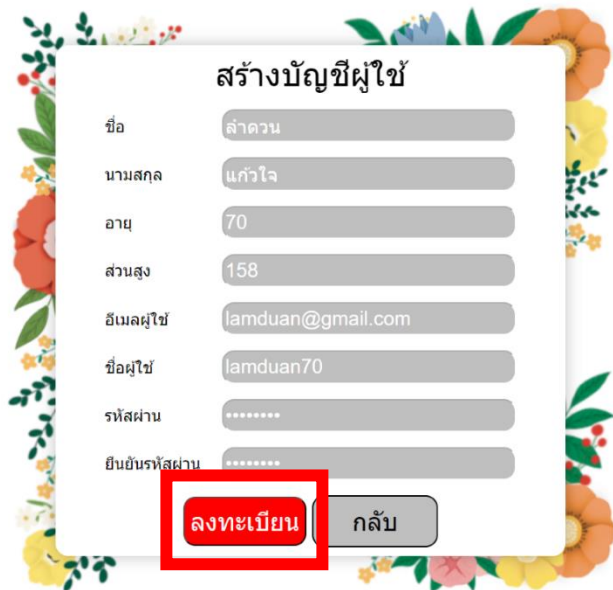 สร้างบัญชีผู้ใช้
ชื่อ ลำดวน
นามสกุล แก้วใจ
อายุ 70
ส่วนสูง 158
อีเมลผู้ใช้ lamduan@gmail.com
ชื่อผู้ใช้ lamduan70
รหัสผ่าน ••••••••
ยืนยันรหัสผ่าน ••••••••
ลงทะเบียน กลับ